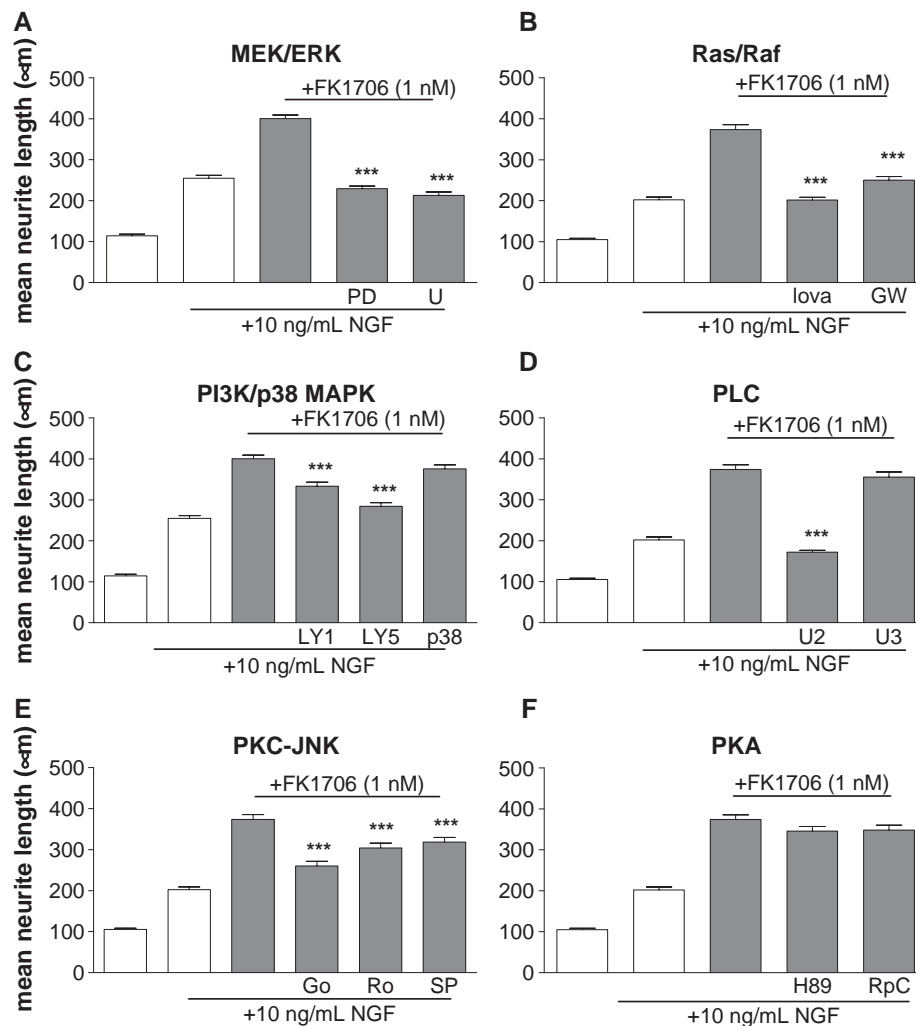 A
MEK/ERK
mean neurite length (∝m)
500
400
300
200
100
0
+FK1706 (1 nM)
***
***
PD
U
+10 ng/mL NGF
B
Ras/Raf
500
400
300
200
100
0
+FK1706 (1 nM)
***
***
lova
GW
+10 ng/mL NGF
C
PI3K/p38 MAPK
mean neurite length (∝m)
500
400
300
200
100
0
+FK1706 (1 nM)
***
***
LY1
LY5
p38
+10 ng/mL NGF
D
PLC
500
400
300
200
100
0
+FK1706 (1 nM)
***
U2
U3
+10 ng/mL NGF
E
PKC-JNK
mean neurite length (∝m)
500
400
300
200
100
0
+FK1706 (1 nM)
***
***
***
Go
Ro
SP
+10 ng/mL NGF
F
PKA
500
400
300
200
100
0
+FK1706 (1 nM)
H89
RpC
+10 ng/mL NGF